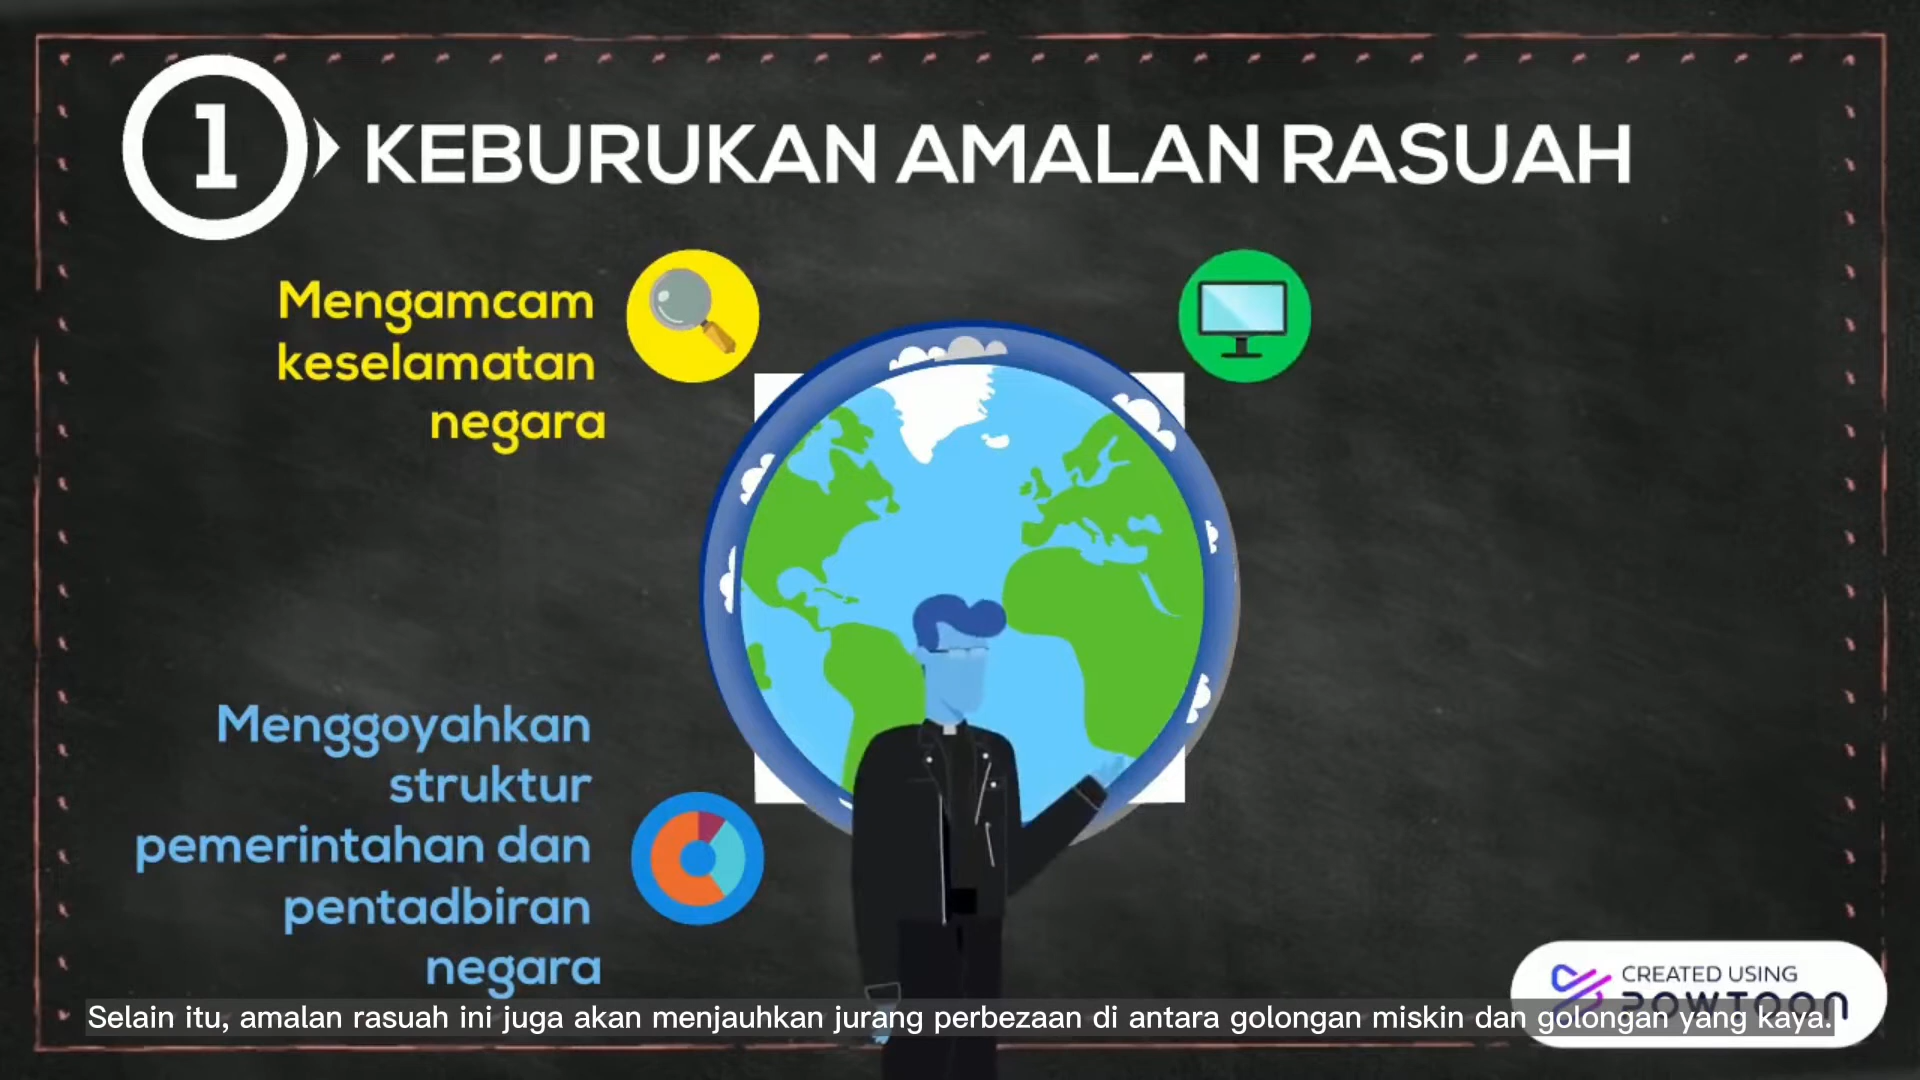 1
KEBURUKAN AMALAN RASUAH
Mengamcam
keselamatan
negara
Menggoyahkan
struktur
pemerintahan dan
pentadbiran
negara
CREATED USING
POWTOON
Selain itu, amalan rasuah ini juga akan menjauhkan jurang perbezaan di antara golongan miskin dan golongan yang kaya.